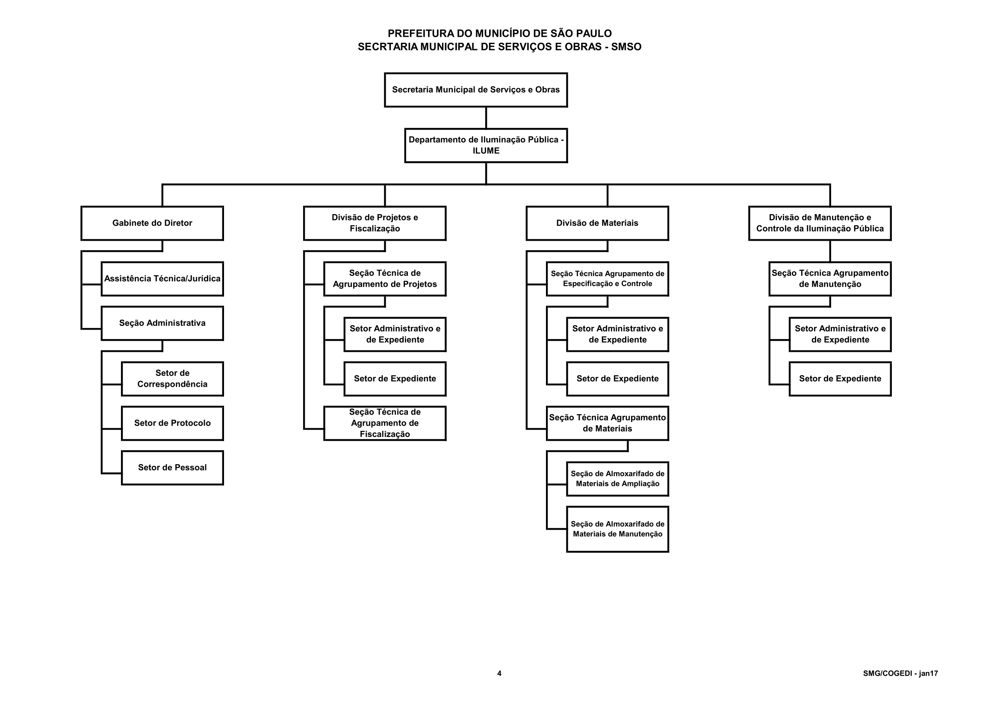 PREFEITURA DO MUNICÍPIO DE SÃO PAULO
SECRTARIA MUNICIPAL DE SERVIÇOS E OBRAS - SMSO
Secretaria Municipal de Serviços e Obras
Departamento de Iluminação Pública -
ILUME
Gabinete do Diretor
Assistência Técnica/Jurídica
Seção Administrativa
Setor de
Correspondência
Setor de Protocolo
Setor de Pessoal
Divisão de Projetos e
Fiscalização
Seção Técnica de
Agrupamento de Projetos
Setor Administrativo e
de Expediente
Setor de Expediente
Seção Técnica de
Agrupamento de
Fiscalização
Divisão de Materiais
Seção Técnica Agrupamento de
Especificação e Controle
Setor Administrativo e
de Expediente
Setor de Expediente
Seção Técnica Agrupamento
de Materiais
Seção de Almoxarifado de
Materiais de Ampliação
Seção de Almoxarifado de
Materiais de Manutenção
Divisão de Manutenção e
Controle da Iluminação Pública
Seção Técnica Agrupamento
de Manutenção
Setor Administrativo e
de Expediente
Setor de Expediente
4
SMG/COGEDI - jan17